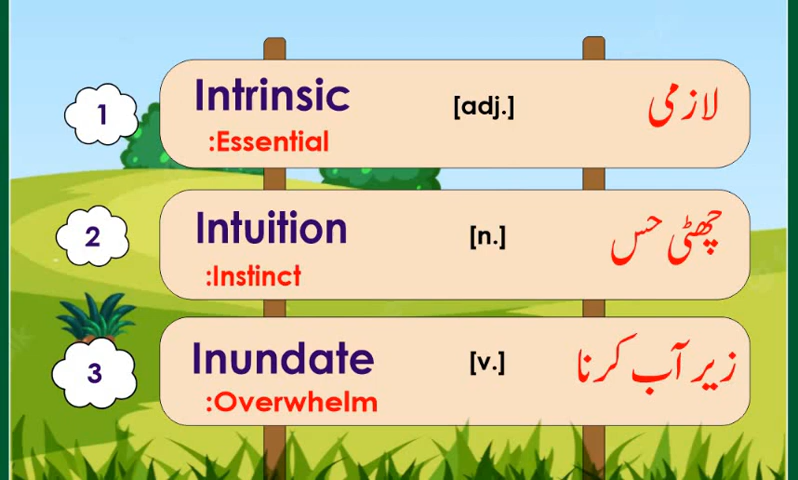 1
Intrinsic [adj.] لازمی
:Essential
2
Intuition [n.] چھٹی حس
:Instinct
3
Inundate [v.] زیر آب کرنا
:Overwhelm